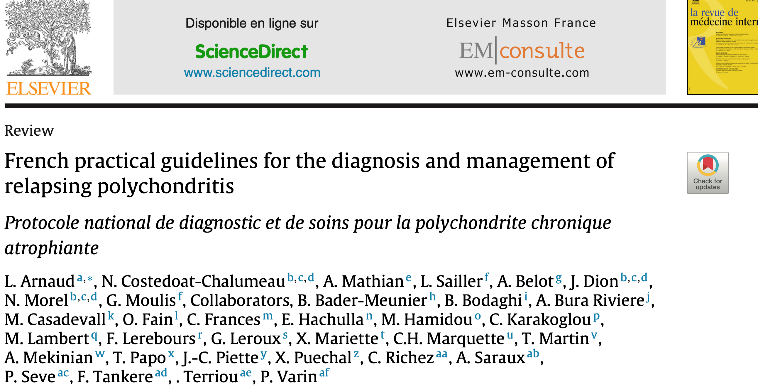 Disponible en ligne sur
ScienceDirect
www.sciencedirect.com
Elsevier Masson France
EM|consulte
www.em-consulte.com
la revue de
médecine inter
ELSEVIER
Review
French practical guidelines for the diagnosis and management of
relapsing polychondritis
Check for
updates
Protocole national de diagnostic et de soins pour la polychondrite chronique
atrophiante
L. Arnaud a,*, N. Costedoat-Chalumeau b,c,d, A. Mathian e, L. Sailler f, A. Belot g, J. Dion b,c,d,
N. Morel b,c,d, G. Moulis f, Collaborators, B. Bader-Meunier h, B. Bodaghi i, A. Bura Riviere j,
M. Casadevall k, O. Fain l, C. Frances m, E. Hachulla n, M. Hamidou o, C. Karakoglou p,
M. Lambert q, F. Lerebours r, G. Leroux s, X. Mariette t, C.H. Marquette u, T. Martin v,
A. Mekinian w, T. Papo x, J.-C. Piette y, X. Puechal z, C. Richez aa, A. Saraux ab,
P. Seve ac, F. Tankere ad, . Terriou ae, P. Varin af